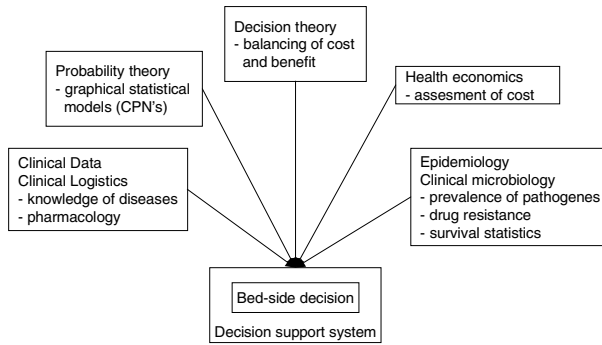 Decision theory
- balancing of cost
and benefit
Probability theory
- graphical statistical
models (CPN's)
Health economics
- assesment of cost
Clinical Data
Clinical Logistics
- knowledge of diseases
- pharmacology
Epidemiology
Clinical microbiology
- prevalence of pathogenes
- drug resistance
- survival statistics
Bed-side decision
Decision support system